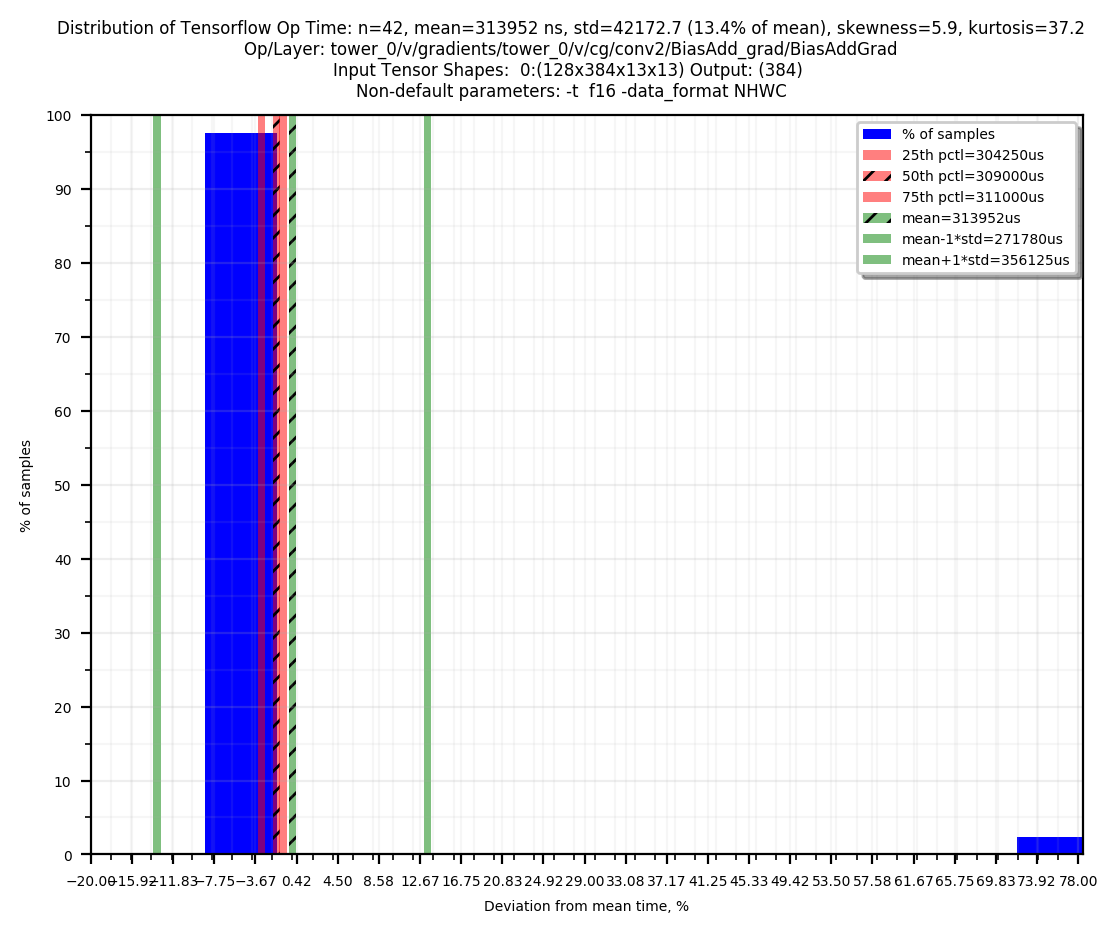 Distribution of Tensorflow Op Time: n=42, mean=313952 ns, std=42172.7 (13.4% of mean), skewness=5.9, kurtosis=37.2
Op/Layer: tower_0/v/gradients/tower_0/v/cg/conv2/BiasAdd_grad/BiasAddGrad
Input Tensor Shapes:  0:(128x384x13x13) Output: (384)
Non-default parameters: -t  f16 -data_format NHWC
% of samples
25th pctl=304250us
50th pctl=309000us
75th pctl=311000us
mean=313952us
mean-1*std=271780us
mean+1*std=356125us
100
90
80
70
60
50
40
30
20
10
0
% of samples
−20.00 −15.92 −11.83 −7.75 −3.67 0.42 4.50 8.58 12.67 16.75 20.83 24.92 29.00 33.08 37.17 41.25 45.33 49.42 53.50 57.58 61.67 65.75 69.83 73.92 78.00
Deviation from mean time, %